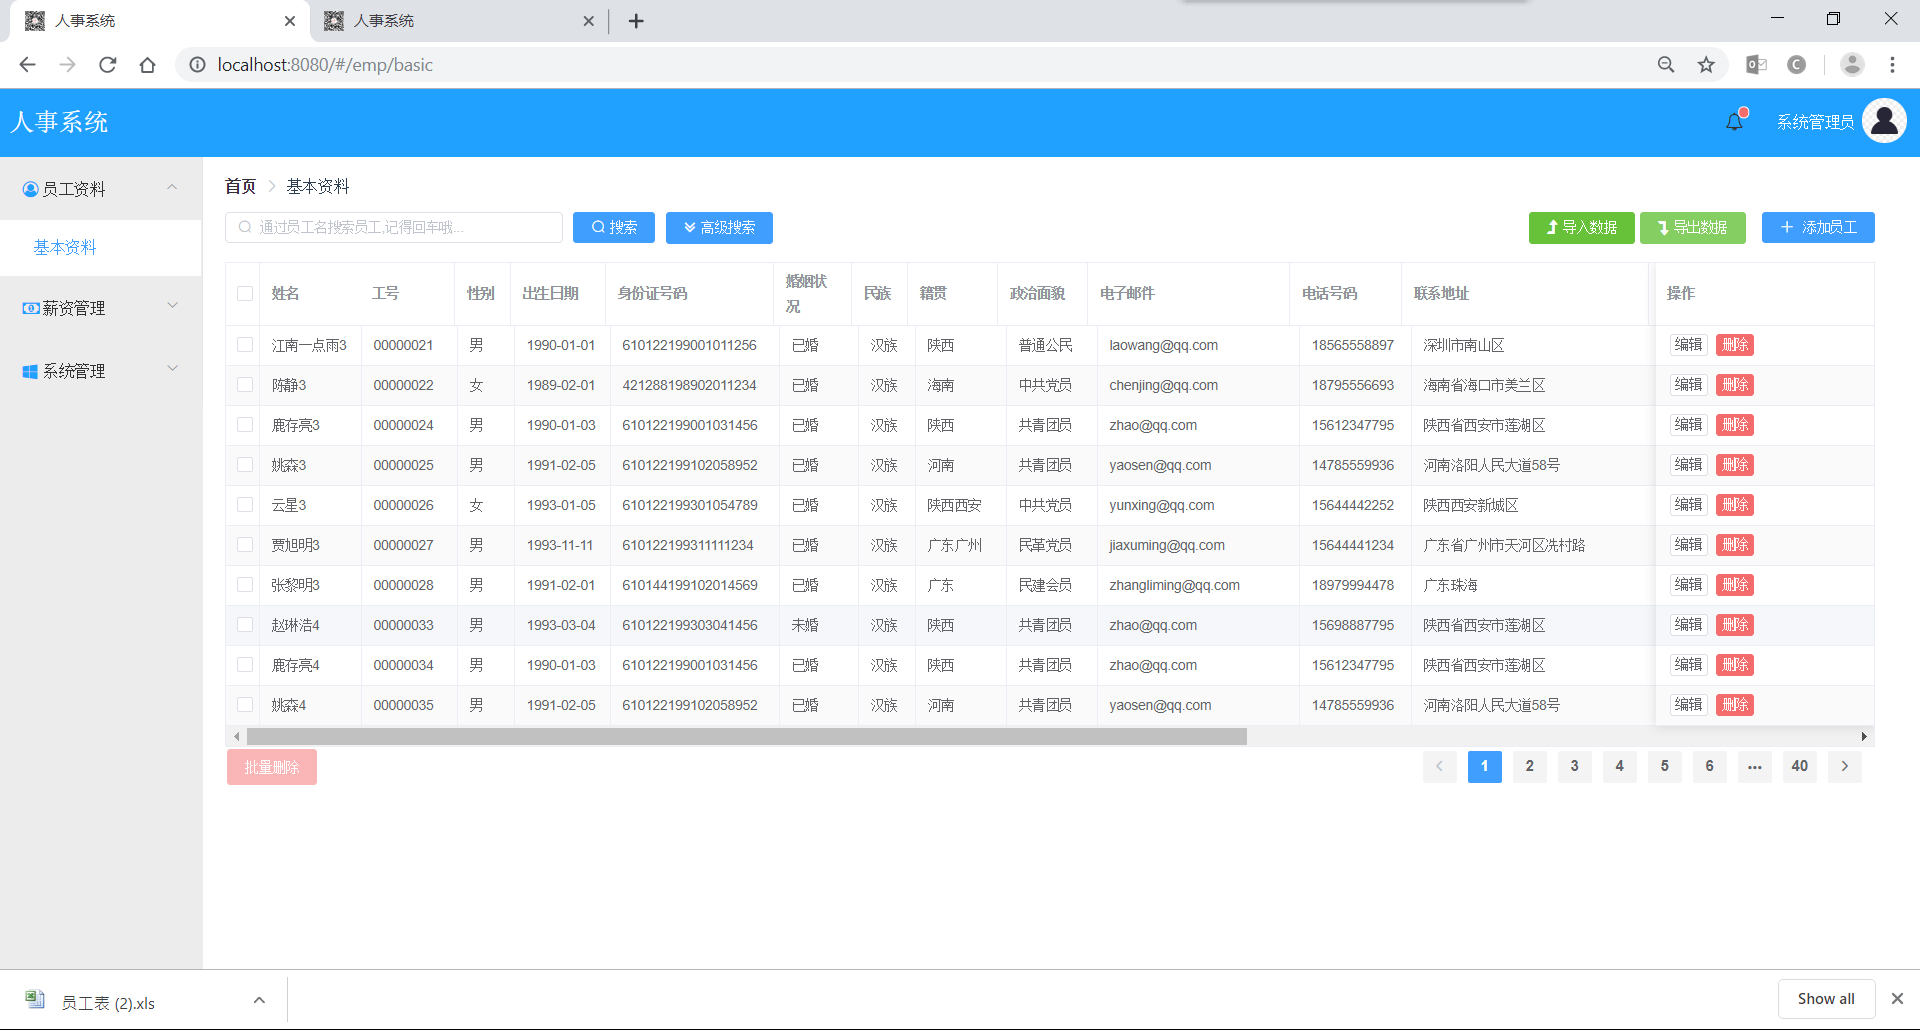 人事系统 人事系统
localhost:8080/#/emp/basic
人事系统 系统管理员
员工资料
基本资料
薪资管理
系统管理
首页 基本资料
通过员工名搜索员工,记得回车哦... 搜索 高级搜索 导入数据 导出数据 添加员工
姓名 工号 性别 出生日期 身份证号码 婚姻状况 民族 籍贯 政治面貌 电子邮件 电话号码 联系地址 操作
江南一点雨3 00000021 男 1990-01-01 610122199001011256 已婚 汉族 陕西 普通公民 laowang@qq.com 18565558897 深圳市南山区 编辑 删除
陈静3 00000022 女 1989-02-01 421288198902011234 已婚 汉族 海南 中共党员 chenjing@qq.com 18795556693 海南省海口市美兰区 编辑 删除
鹿存亮3 00000024 男 1990-01-03 610122199001031456 已婚 汉族 陕西 共青团员 zhao@qq.com 15612347795 陕西省西安市莲湖区 编辑 删除
姚森3 00000025 男 1991-02-05 610122199102058952 已婚 汉族 河南 共青团员 yaosen@qq.com 14785559936 河南洛阳人民大道58号 编辑 删除
云星3 00000026 女 1993-01-05 610122199301054789 已婚 汉族 陕西西安 中共党员 yunxing@qq.com 15644442252 陕西西安新城区 编辑 删除
贾旭明3 00000027 男 1993-11-11 610122199311111234 已婚 汉族 广东广州 民革党员 jiaxuming@qq.com 15644441234 广东省广州市天河区冼村路 编辑 删除
张黎明3 00000028 男 1991-02-01 610144199102014569 已婚 汉族 广东 民建会员 zhangliming@qq.com 18979994478 广东珠海 编辑 删除
赵琳浩4 00000033 男 1993-03-04 610122199303041456 未婚 汉族 陕西 共青团员 zhao@qq.com 15698887795 陕西省西安市莲湖区 编辑 删除
鹿存亮4 00000034 男 1990-01-03 610122199001031456 已婚 汉族 陕西 共青团员 zhao@qq.com 15612347795 陕西省西安市莲湖区 编辑 删除
姚森4 00000035 男 1991-02-05 610122199102058952 已婚 汉族 河南 共青团员 yaosen@qq.com 14785559936 河南洛阳人民大道58号 编辑 删除
批量删除 1 2 3 4 5 6 ••• 40
员工表 (2).xls Show all